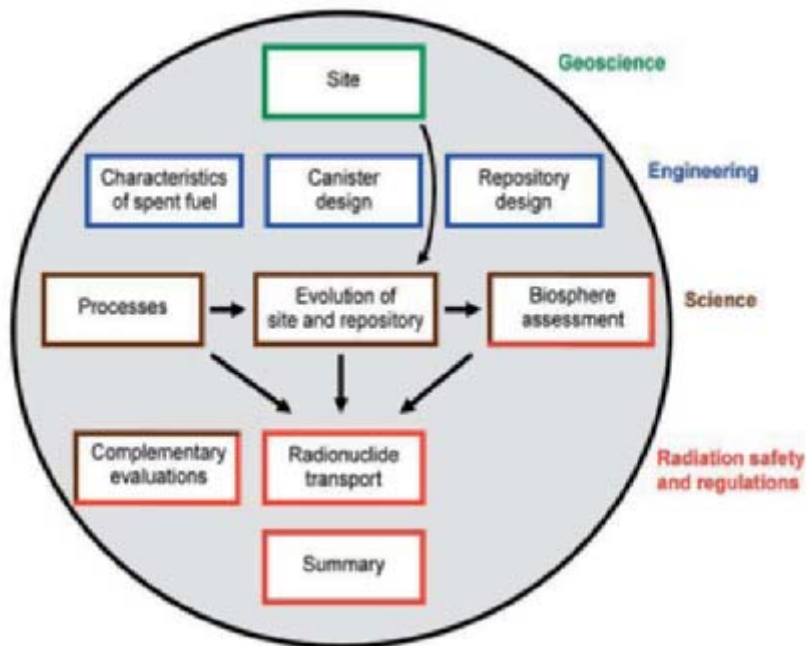 Site
Geoscience
Characteristics
of spent fuel
Canister
design
Repository
design
Engineering
Processes
Evolution of
site and repository
Biosphere
assessment
Science
Complementary
evaluations
Radionuclide
transport
Radiation safety
and regulations
Summary